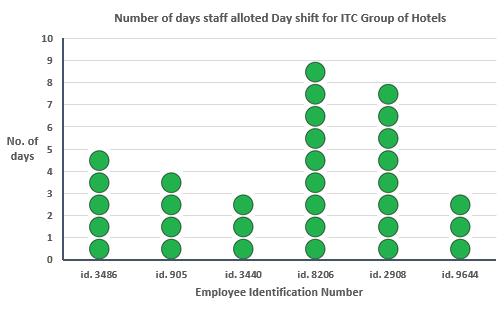 Number of days staff alloted Day shift for ITC Group of Hotels
10
9
8
7
6
5
4
3
2
1
0
No. of
days
id. 3486 id. 905 id. 3440 id. 8206 id. 2908 id. 9644
Employee Identification Number